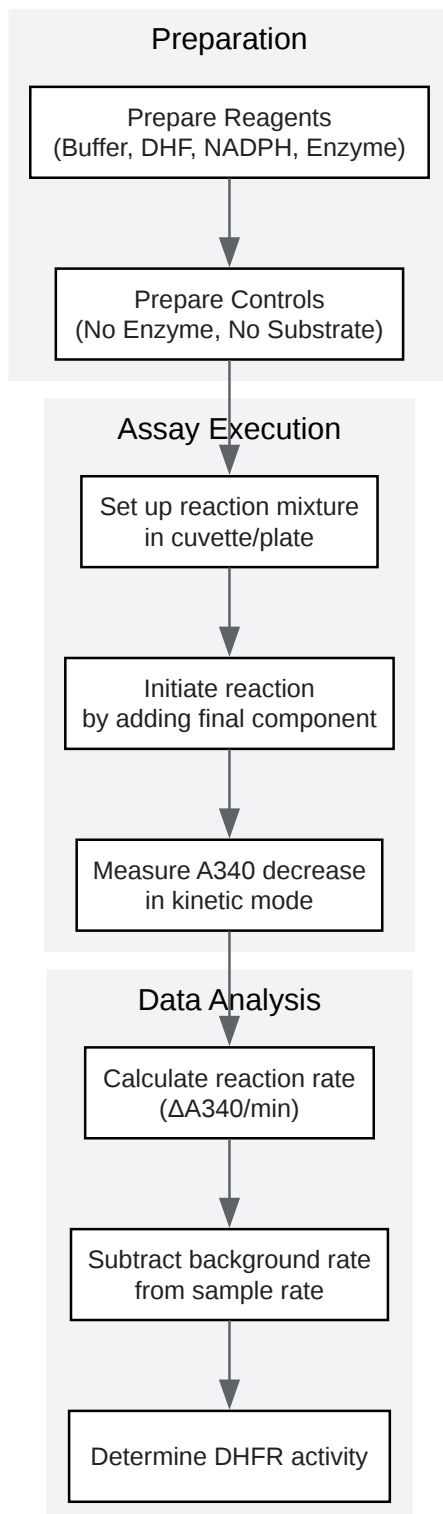 Preparation
Prepare Reagents
(Buffer, DHF, NADPH, Enzyme)
Prepare Controls
(No Enzyme, No Substrate)
Assay Execution
Set up reaction mixture
in cuvette/plate
Initiate reaction
by adding final component
Measure A340 decrease
in kinetic mode
Data Analysis
Calculate reaction rate
(ΔA340/min)
Subtract background rate
from sample rate
Determine DHFR activity